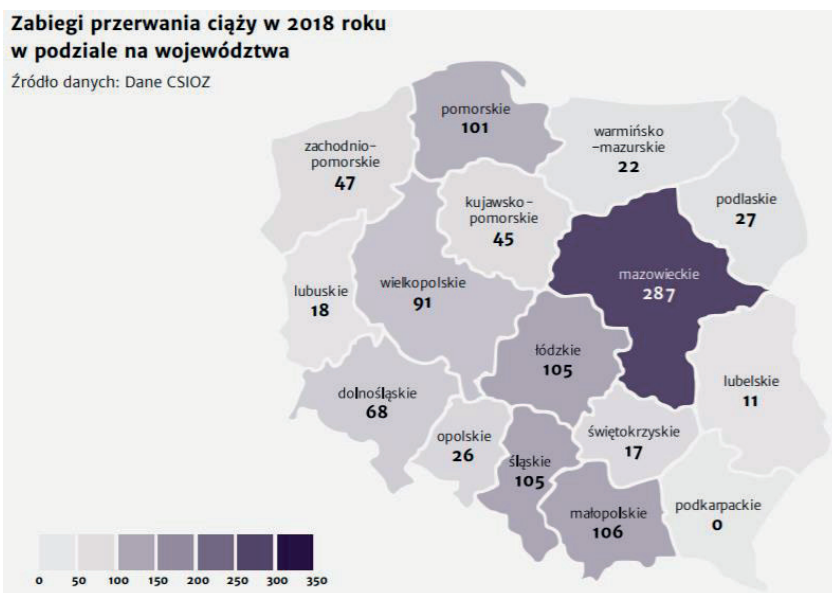 Zabiegi przerwania ciąży w 2018 roku
w podziale na województwa
Źródło danych: Dane CSIOZ
pomorskie
101
warmińsko
-mazurskie
22
zachodnio-
pomorskie
47
podlaskie
27
kujawsko-
pomorskie
45
mazowieckie
287
wielkopolskie
91
lubuskie
18
łódzkie
105
lubelskie
11
dolnośląskie
68
opolskie
26
śląskie
105
świętokrzyskie
17
małopolskie
106
podkarpackie
0
0 50 100 150 200 250 300 350